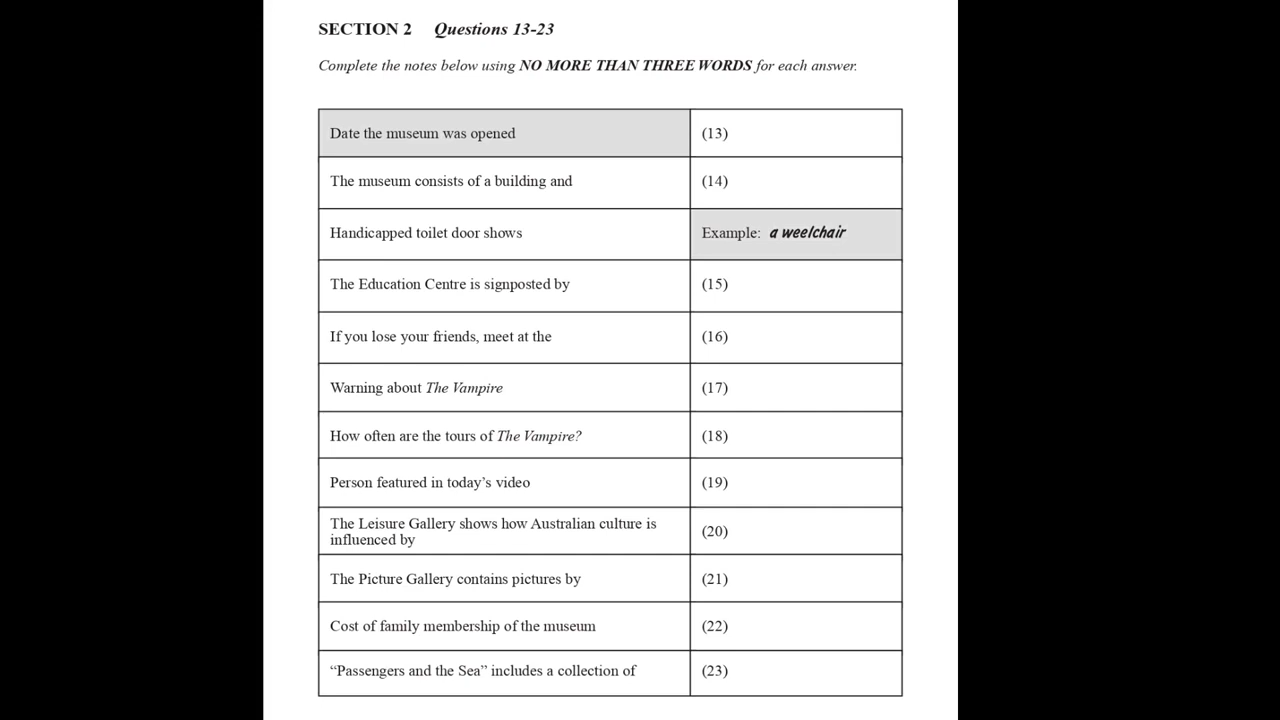 SECTION 2 Questions 13-23
Complete the notes below using NO MORE THAN THREE WORDS for each answer.
Date the museum was opened (13)
The museum consists of a building and (14)
Handicapped toilet door shows Example: a weelchair
The Education Centre is signposted by (15)
If you lose your friends, meet at the (16)
Warning about The Vampire (17)
How often are the tours of The Vampire? (18)
Person featured in today's video (19)
The Leisure Gallery shows how Australian culture is
influenced by (20)
The Picture Gallery contains pictures by (21)
Cost of family membership of the museum (22)
“Passengers and the Sea” includes a collection of (23)